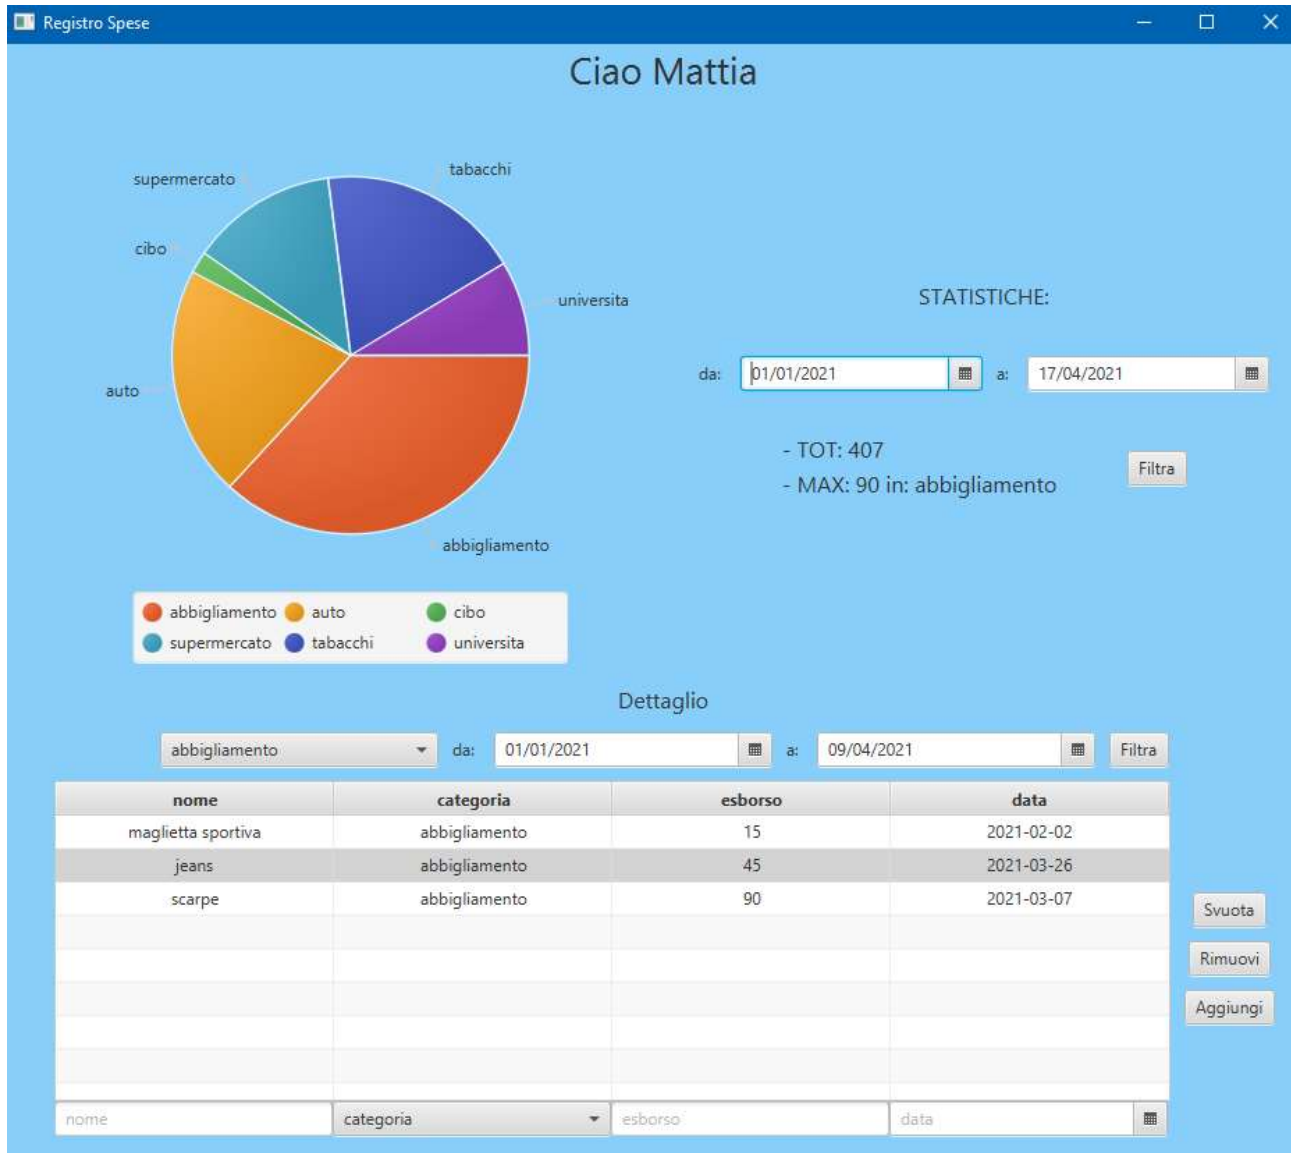 Registro Spese
Ciao Mattia
tabacchi
supermercato
cibo
universita
auto
abbigliamento
abbigliamento auto cibo
supermercato tabacchi universita
STATISTICHE:
da: 01/01/2021 a: 17/04/2021
- TOT: 407
- MAX: 90 in: abbigliamento
Filtra
Dettaglio
abbigliamento da: 01/01/2021 a: 09/04/2021 Filtra
nome categoria esborso data
maglietta sportiva abbigliamento 15 2021-02-02
jeans abbigliamento 45 2021-03-26
scarpe abbigliamento 90 2021-03-07
Svuota
Rimuovi
Aggiungi
nome categoria esborso data